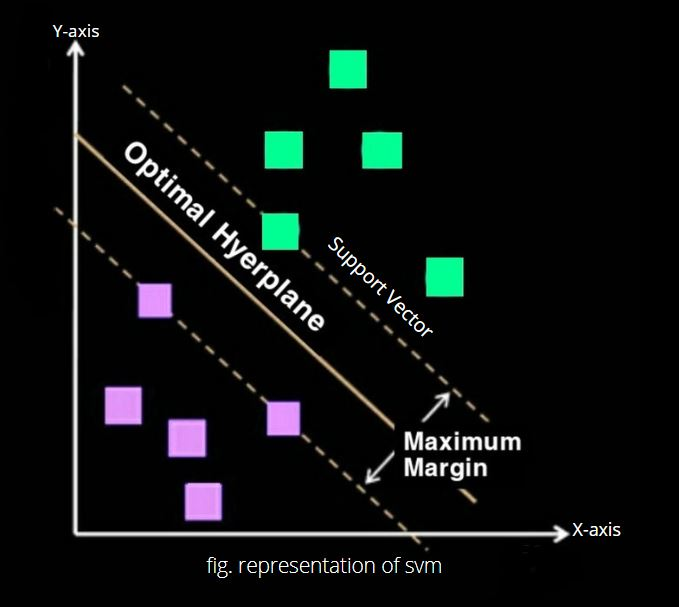 Y-axis
Optimal Hyerplane
Support Vector
Maximum
Margin
X-axis
fig. representation of svm